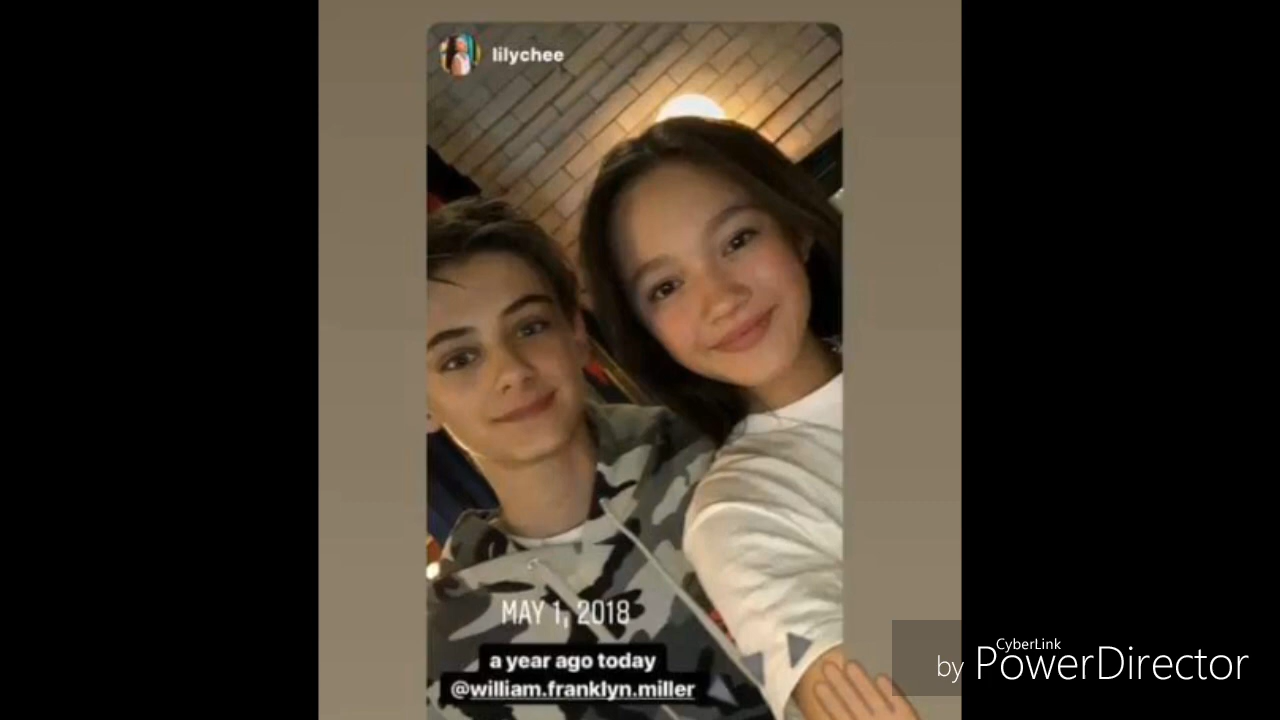 lilychee
MAY 1, 2018
a year ago today
@william.franklyn.miller
CyberLink
by PowerDirector